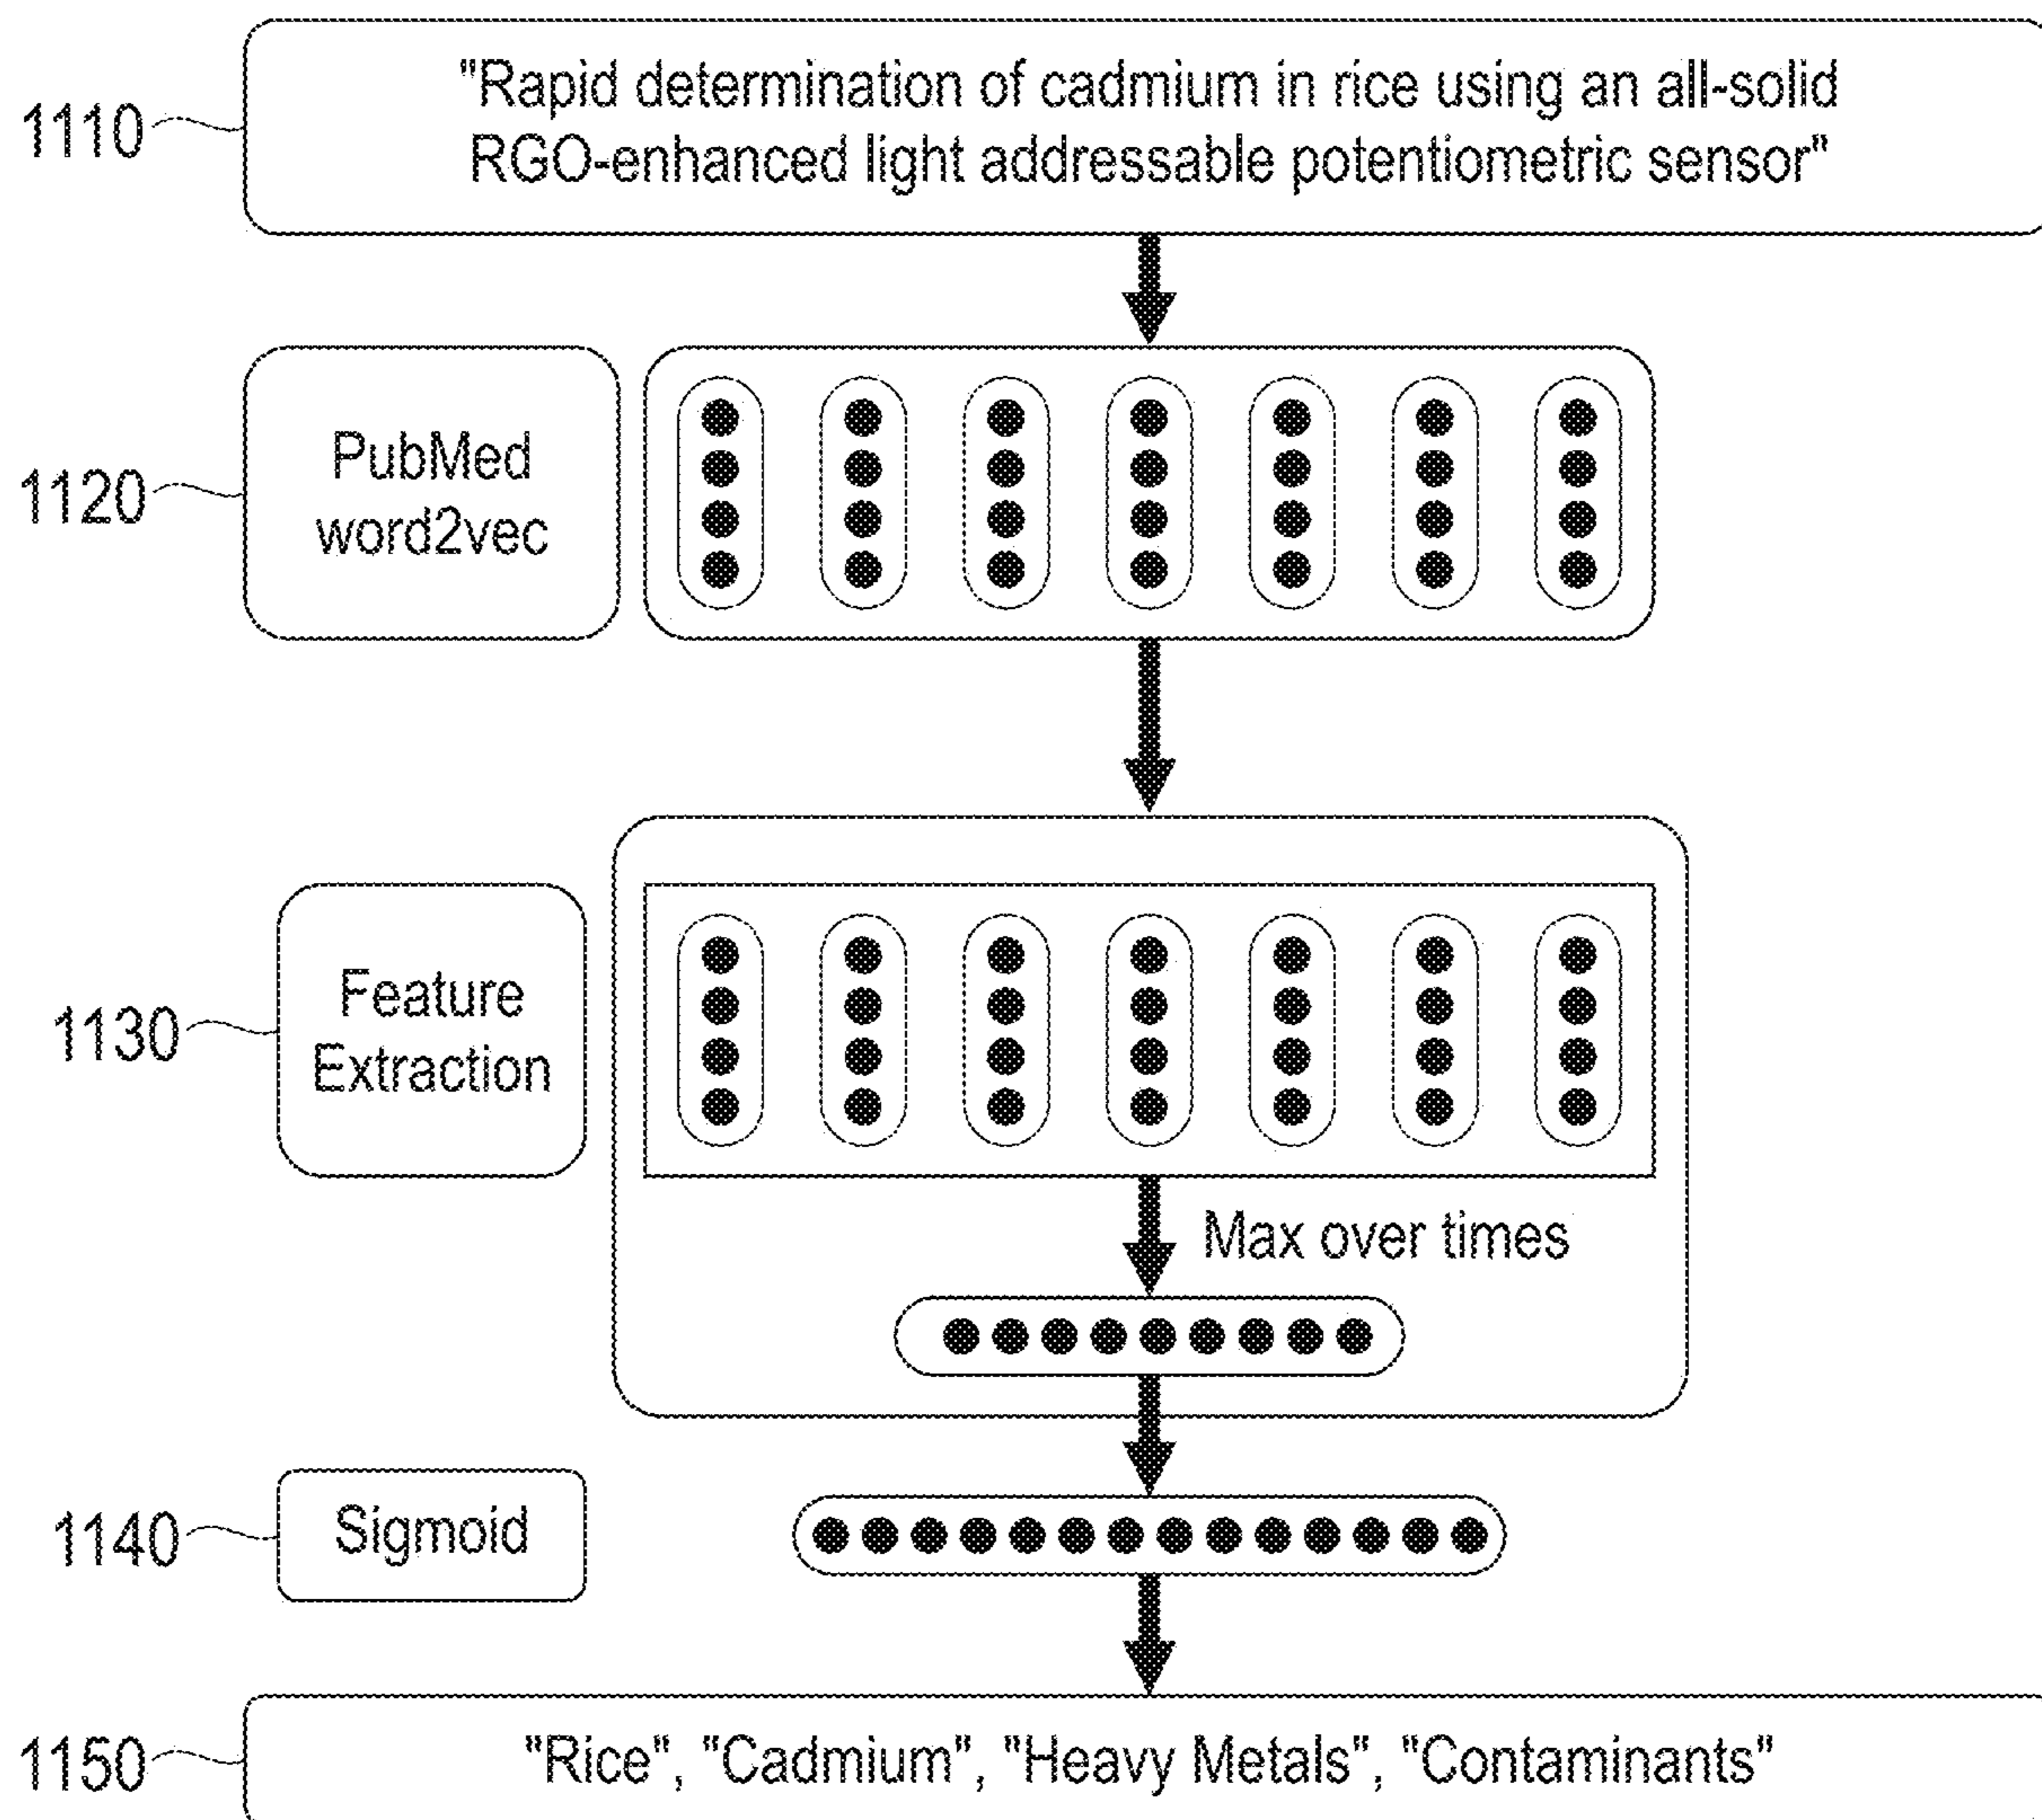 1110
"Rapid determination of cadmium in rice using an all-solid
RGO-enhanced light addressable potentiometric sensor"
1120
PubMed
word2vec
1130
Feature
Extraction
Max over times
1140
Sigmoid
1150
"Rice", "Cadmium", "Heavy Metals", "Contaminants"